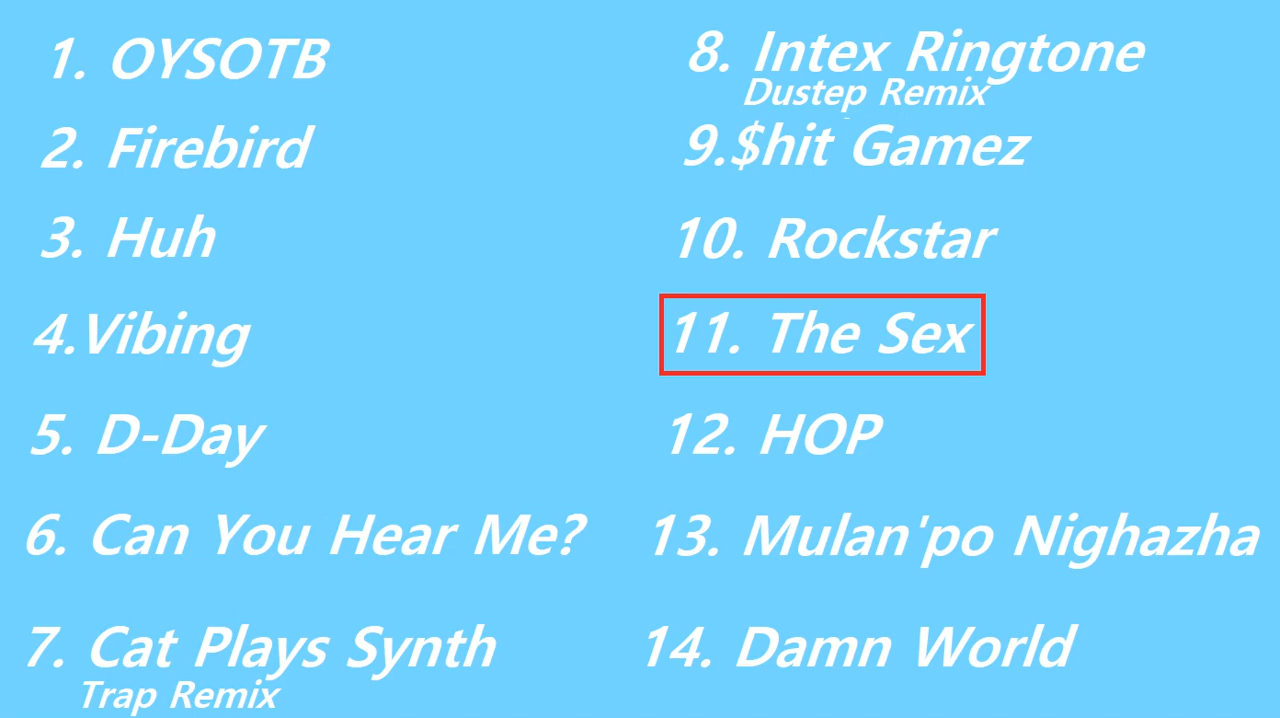 1. OYSOTB
2. Firebird
3. Huh
4.Vibing
5. D-Day
6. Can You Hear Me?
7. Cat Plays Synth
Trap Remix
8. Intex Ringtone
Dustep Remix
9.$hit Gamez
10. Rockstar
11. The Sex
12. HOP
13. Mulan'po Nighazha
14. Damn World